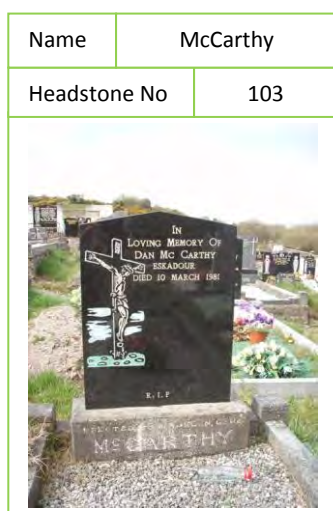 Name McCarthy
Headstone No 103
IN
LOVING MEMORY OF
DAN MC CARTHY
ESKADOUR
DIED 10 MARCH 1981
R.I.P
MCCARTHY